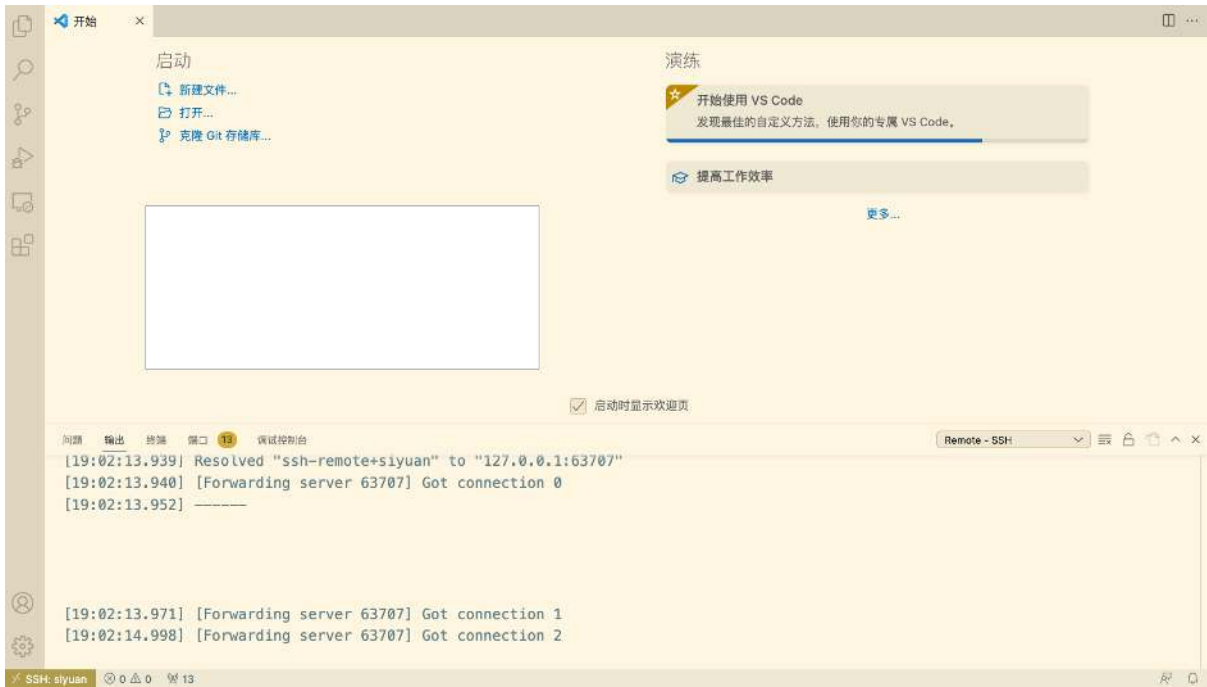 开始
启动
新建文件...
打开...
克隆 Git 存储库...
演练
开始使用 VS Code
发现最佳的自定义方法，使用你的专属 VS Code。
提高工作效率
更多...
启动时显示欢迎页
问题 输出 终端 端口 13 调试控制台 Remote - SSH
[19:02:13.939] Resolved "ssh-remote+siyuan" to "127.0.0.1:63707"
[19:02:13.940] [Forwarding server 63707] Got connection 0
[19:02:13.952] ------
[19:02:13.971] [Forwarding server 63707] Got connection 1
[19:02:14.998] [Forwarding server 63707] Got connection 2
SSH: siyuan 0 0 13